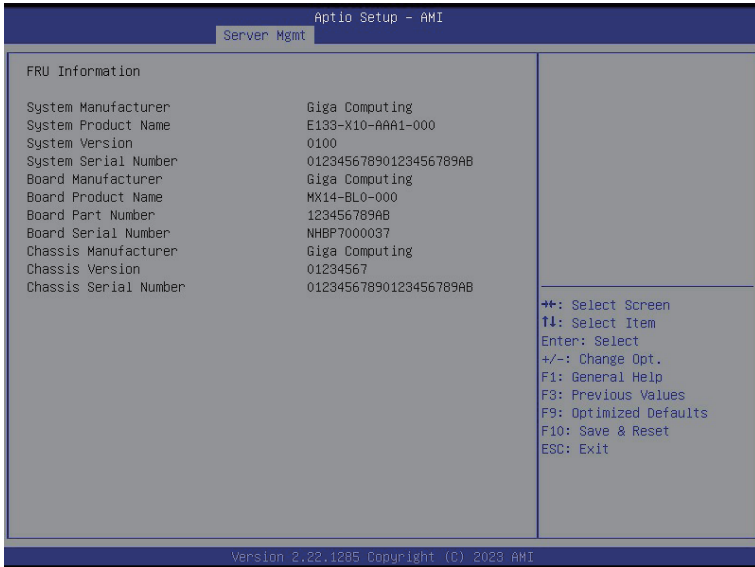 Aptio Setup – AMI
Server Mgmt
FRU Information
System Manufacturer Giga Computing
System Product Name E133-X10-AAA1-000
System Version 0100
System Serial Number 01234567890123456789AB
Board Manufacturer Giga Computing
Board Product Name MX14-BL0-000
Board Part Number 123456789AB
Board Serial Number NHBP7000037
Chassis Manufacturer Giga Computing
Chassis Version 01234567
Chassis Serial Number 01234567890123456789AB
→←: Select Screen
↑↓: Select Item
Enter: Select
+/-: Change Opt.
F1: General Help
F3: Previous Values
F9: Optimized Defaults
F10: Save & Reset
ESC: Exit
Version 2.22.1285 Copyright (C) 2023 AMI